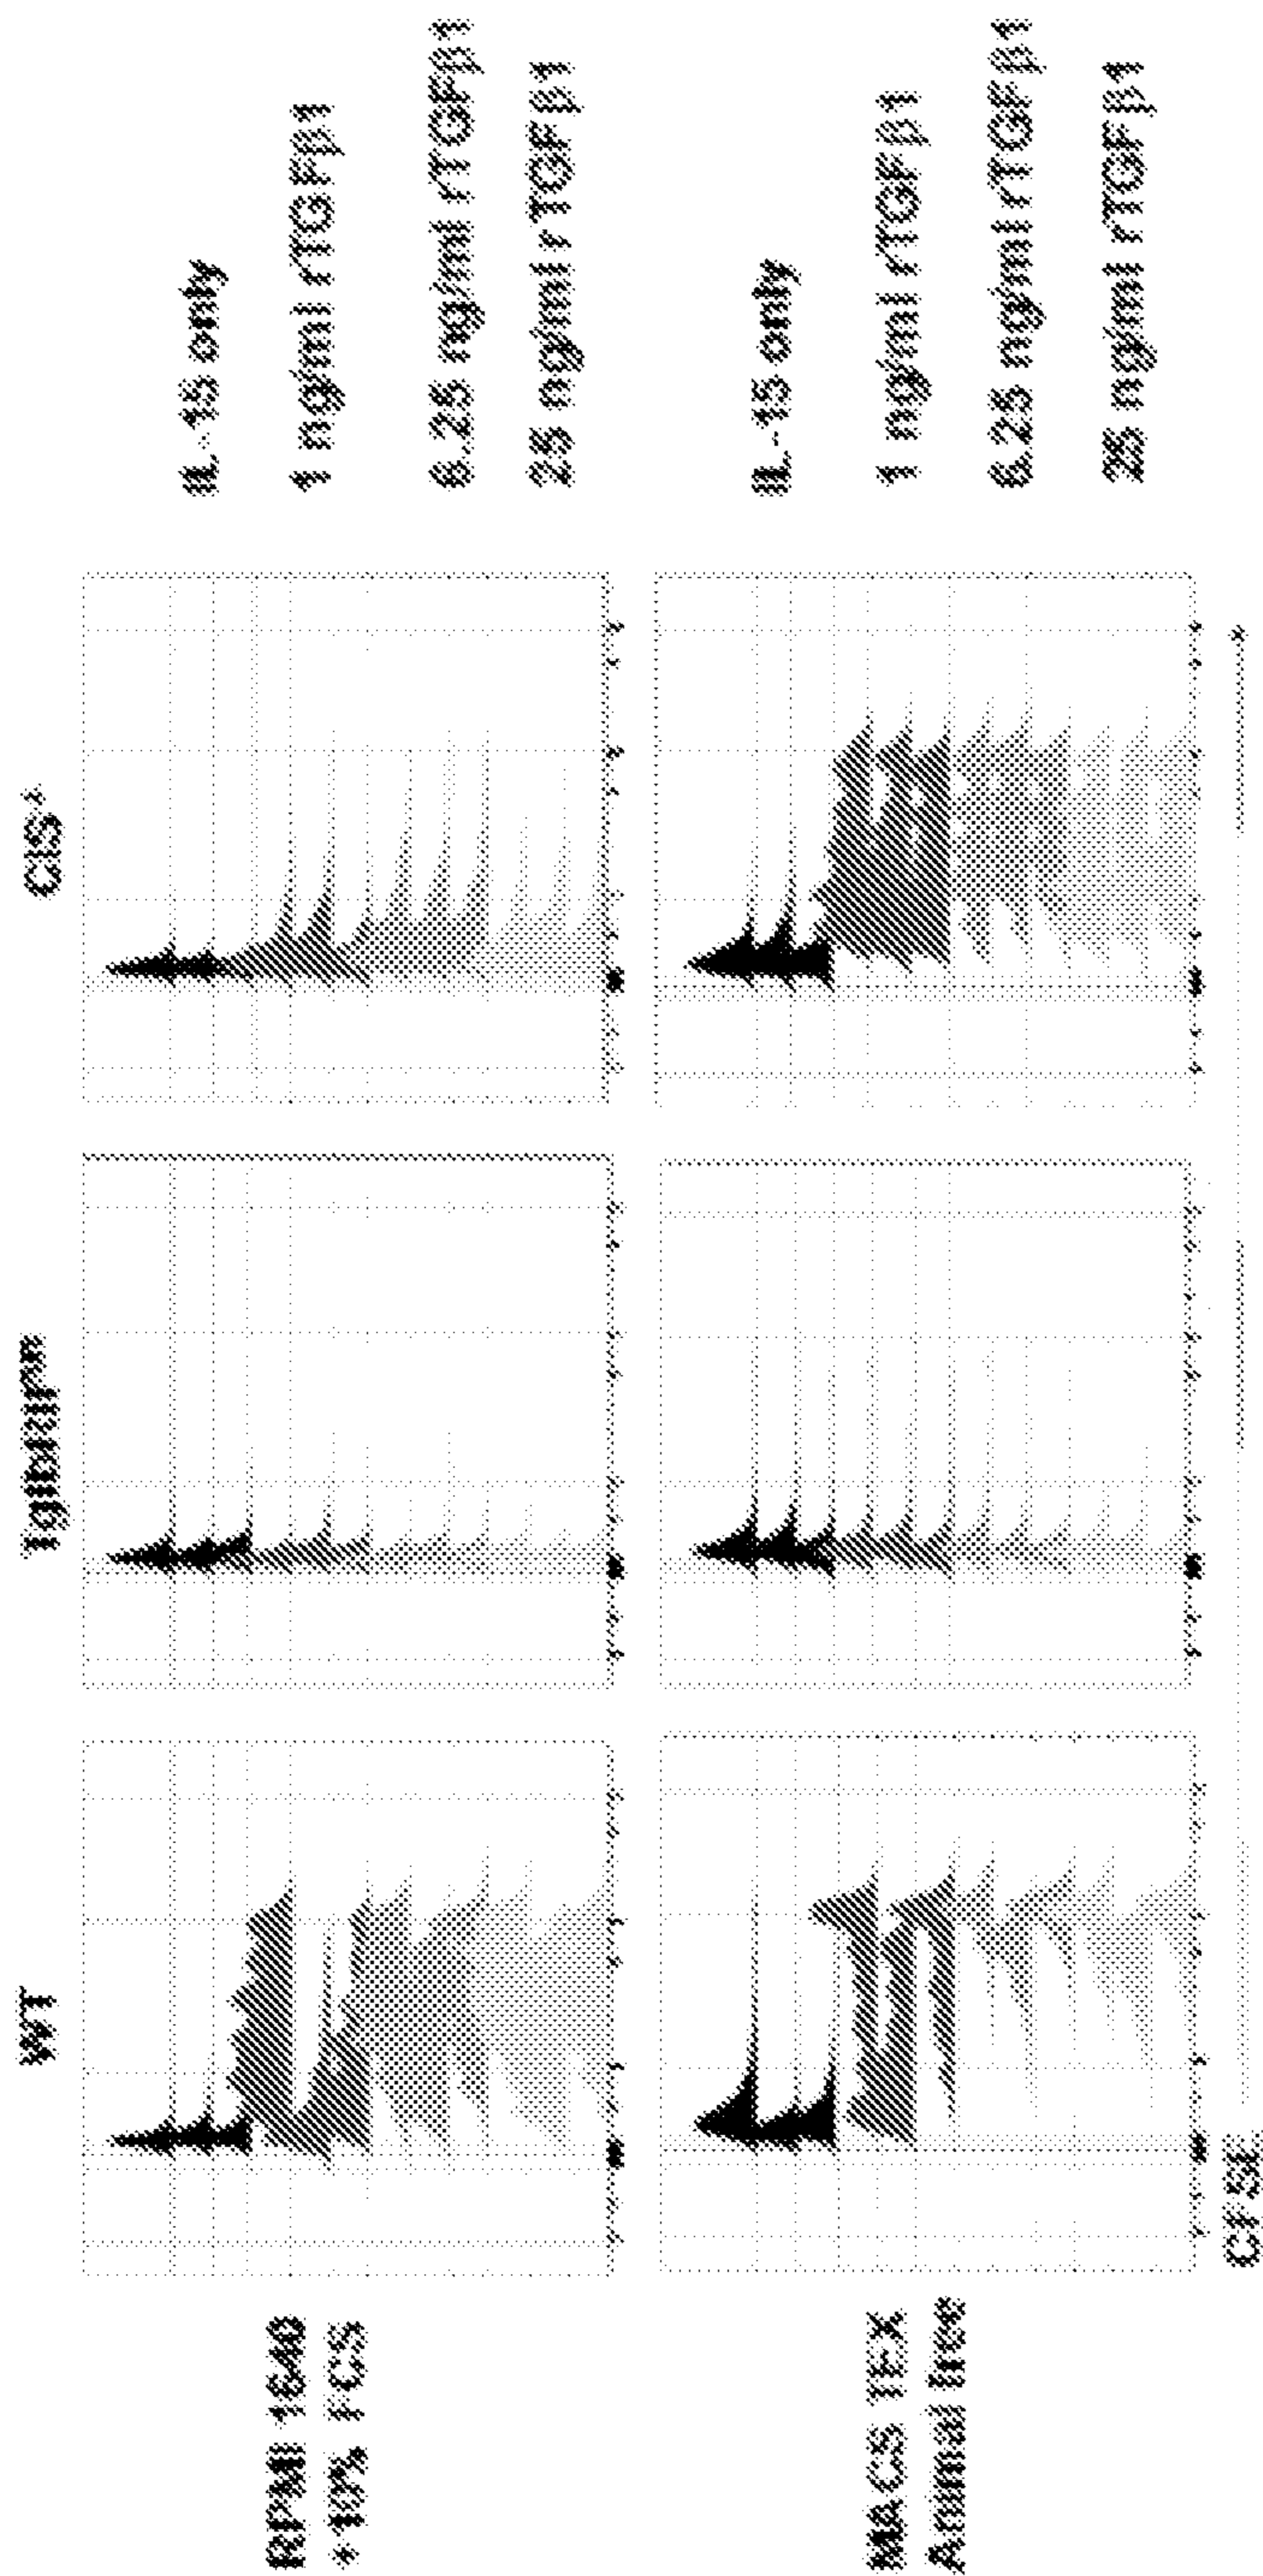 WT
Tgfbr2fl/fl
CIS-/-
RPMI 1640
+10% FCS
IL-15 only
1 ng/ml rTGFβ1
6.25 ng/ml rTGFβ1
25 ng/ml rTGFβ1
MACS TEX
Animal free
IL-15 only
1 ng/ml rTGFβ1
6.25 ng/ml rTGFβ1
25 ng/ml rTGFβ1
CFSE